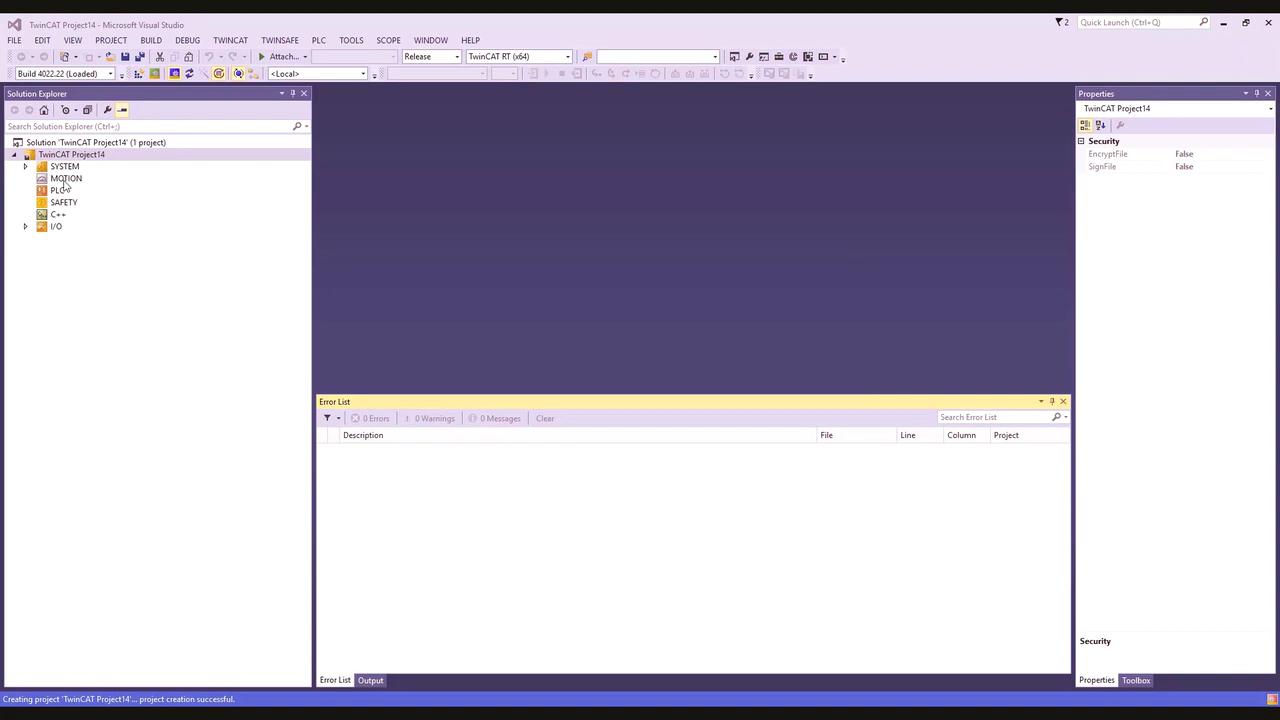 TwinCAT Project14 - Microsoft Visual Studio
2
Quick Launch (Ctrl+Q)
FILE EDIT VIEW PROJECT BUILD DEBUG TWINCAT TWINSAFE PLC TOOLS SCOPE WINDOW HELP
Attach... Release TwinCAT RT (x64)
Build 4022.22 (Loaded) <Local>
Solution Explorer
Search Solution Explorer (Ctrl+;)
Solution 'TwinCAT Project14' (1 project)
TwinCAT Project14
SYSTEM
MOTION
PLC
SAFETY
C++
I/O
Error List
0 Errors 0 Warnings 0 Messages Clear Search Error List
Description File Line Column Project
Error List Output
Properties
TwinCAT Project14
Security
EncryptFile False
SignFile False
Security
Properties Toolbox
Creating project 'TwinCAT Project14'... project creation successful.